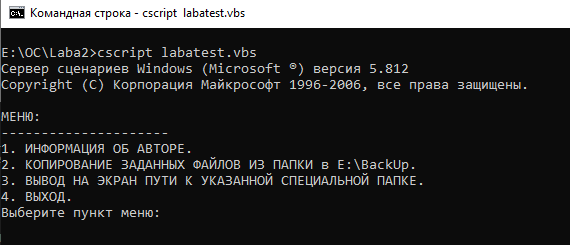 Командная строка - cscript labatest.vbs
E:\ОС\Laba2>cscript labatest.vbs
Сервер сценариев Windows (Microsoft ®) версия 5.812
Copyright (C) Корпорация Майкрософт 1996-2006, все права защищены.
МЕНЮ:
---------------------
1. ИНФОРМАЦИЯ ОБ АВТОРЕ.
2. КОПИРОВАНИЕ ЗАДАННЫХ ФАЙЛОВ ИЗ ПАПКИ в E:\BackUp.
3. ВЫВОД НА ЭКРАН ПУТИ К УКАЗАННОЙ СПЕЦИАЛЬНОЙ ПАПКЕ.
4. ВЫХОД.
Выберите пункт меню: